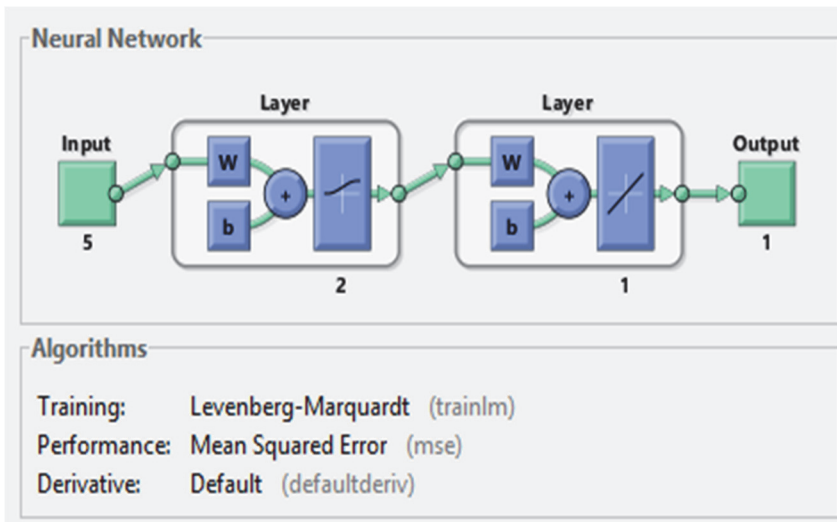 Neural Network
Layer Layer
Input Output
W W
+ +
b b
5 1
2 1
Algorithms
Training: Levenberg-Marquardt (trainlm)
Performance: Mean Squared Error (mse)
Derivative: Default (defaultderiv)